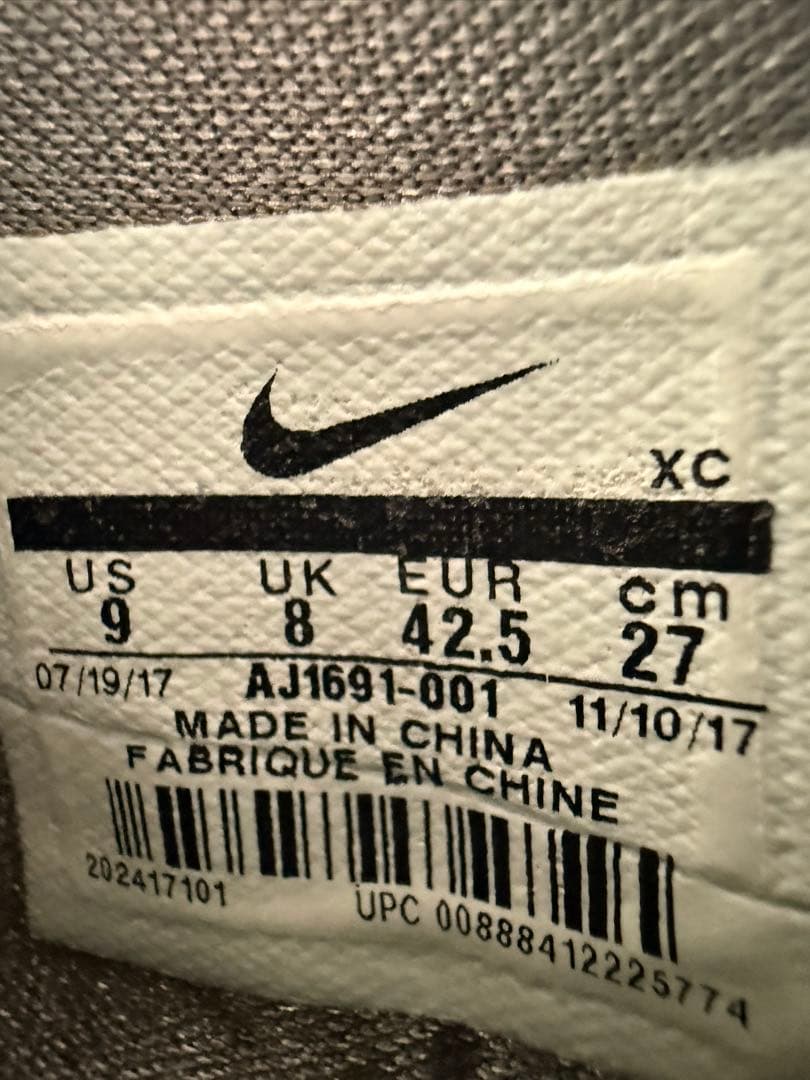 XC
US UK EUR cm
9 8 42.5 27
07/19/17 AJ1691-001 11/10/17
MADE IN CHINA
FABRIQUE EN CHINE
202417101
UPC 00888412225774